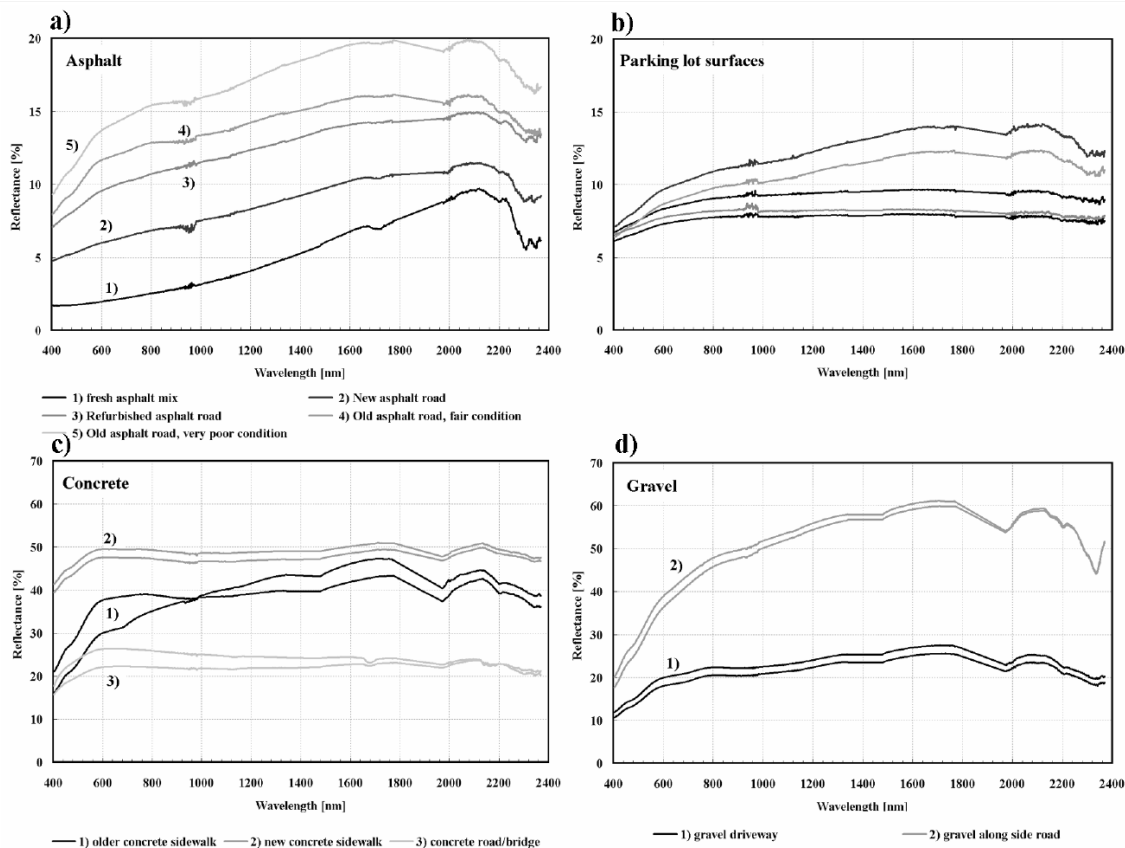 a)
Asphalt
Reflectance [%]
20
15
10
5
0
5)
4)
3)
2)
1)
400 600 800 1000 1200 1400 1600 1800 2000 2200 2400
Wavelength [nm]
1) fresh asphalt mix 2) New asphalt road
3) Refurbished asphalt road 4) Old asphalt road, fair condition
5) Old asphalt road, very poor condition
b)
Parking lot surfaces
Reflectance [%]
20
15
10
5
0
400 600 800 1000 1200 1400 1600 1800 2000 2200 2400
Wavelength [nm]
c)
Concrete
Reflectance [%]
70
60
50
40
30
20
10
0
2)
1)
3)
400 600 800 1000 1200 1400 1600 1800 2000 2200 2400
Wavelength [nm]
1) older concrete sidewalk 2) new concrete sidewalk 3) concrete road/bridge
d)
Gravel
Reflectance [%]
70
60
50
40
30
20
10
0
2)
1)
400 600 800 1000 1200 1400 1600 1800 2000 2200 2400
Wavelength [nm]
1) gravel driveway 2) gravel along side road